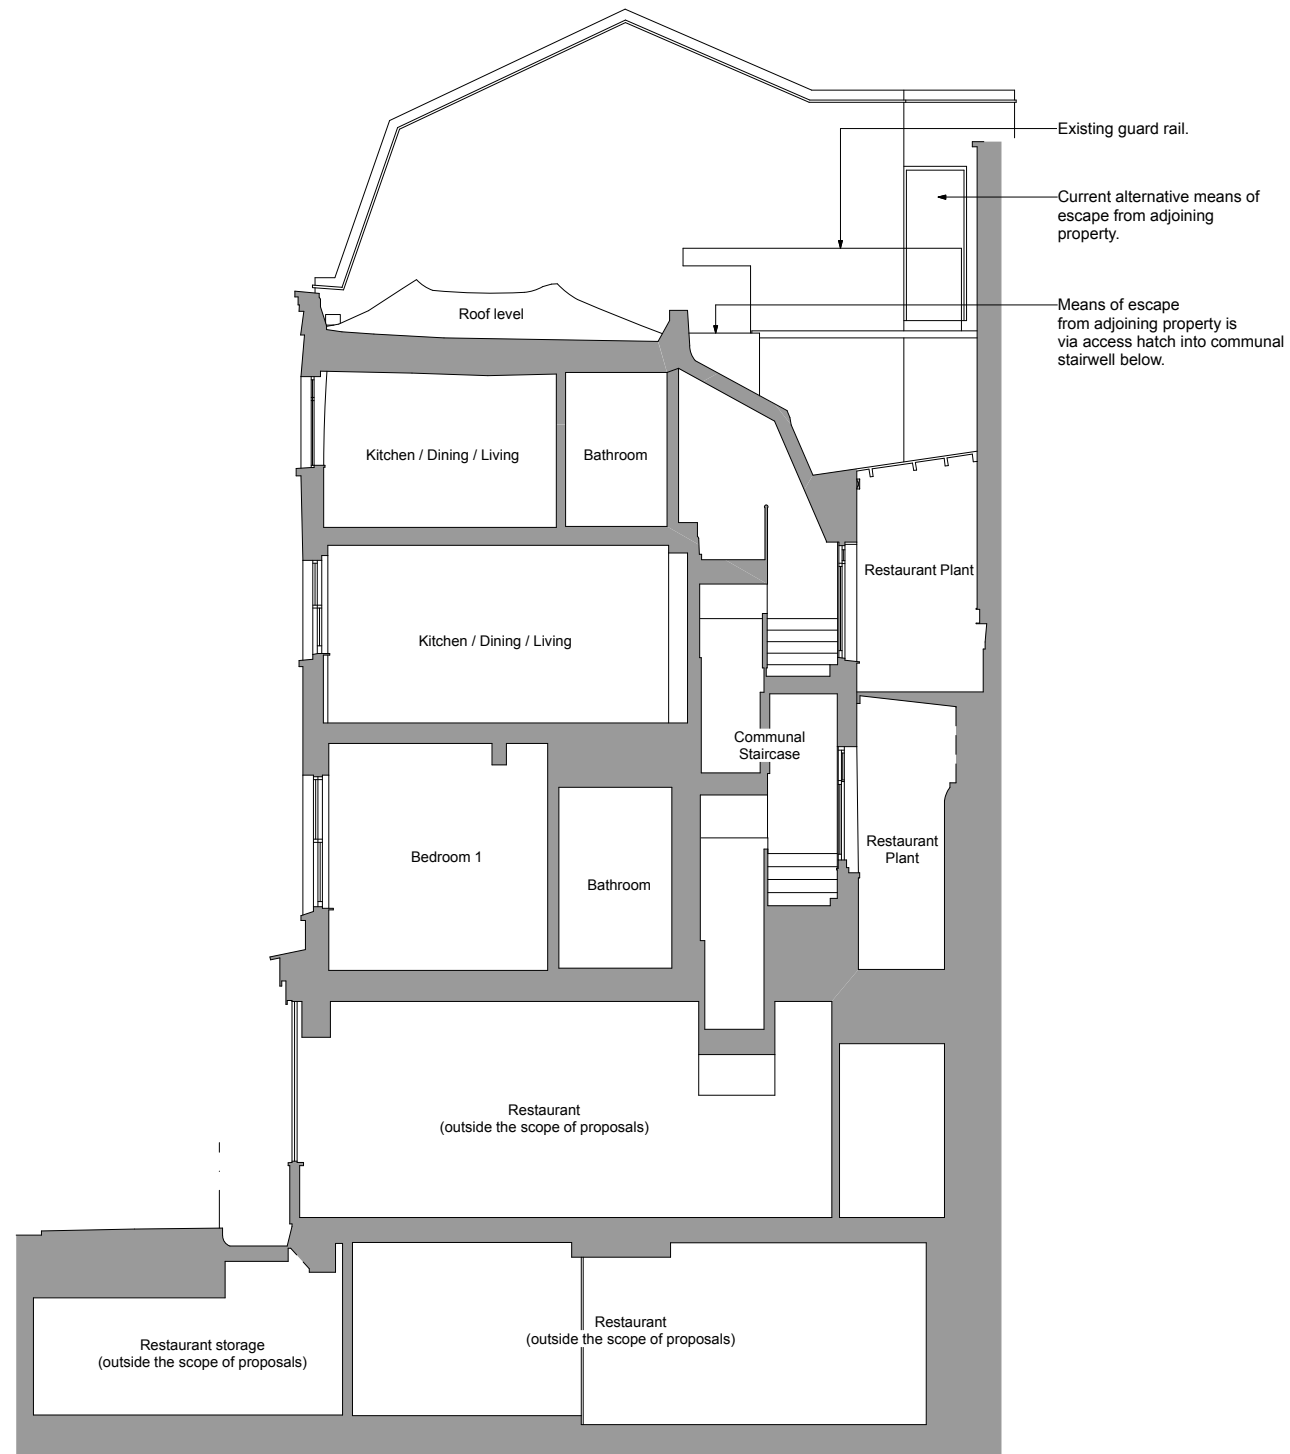 Existing guard rail.
Current alternative means of
escape from adjoining
property.
Means of escape
from adjoining property is
via access hatch into communal
stairwell below.
Roof level
Kitchen / Dining / Living
Bathroom
Restaurant Plant
Kitchen / Dining / Living
Communal
Staircase
Restaurant
Plant
Bedroom 1
Bathroom
Restaurant
(outside the scope of proposals)
Restaurant
(outside the scope of proposals)
Restaurant storage
(outside the scope of proposals)